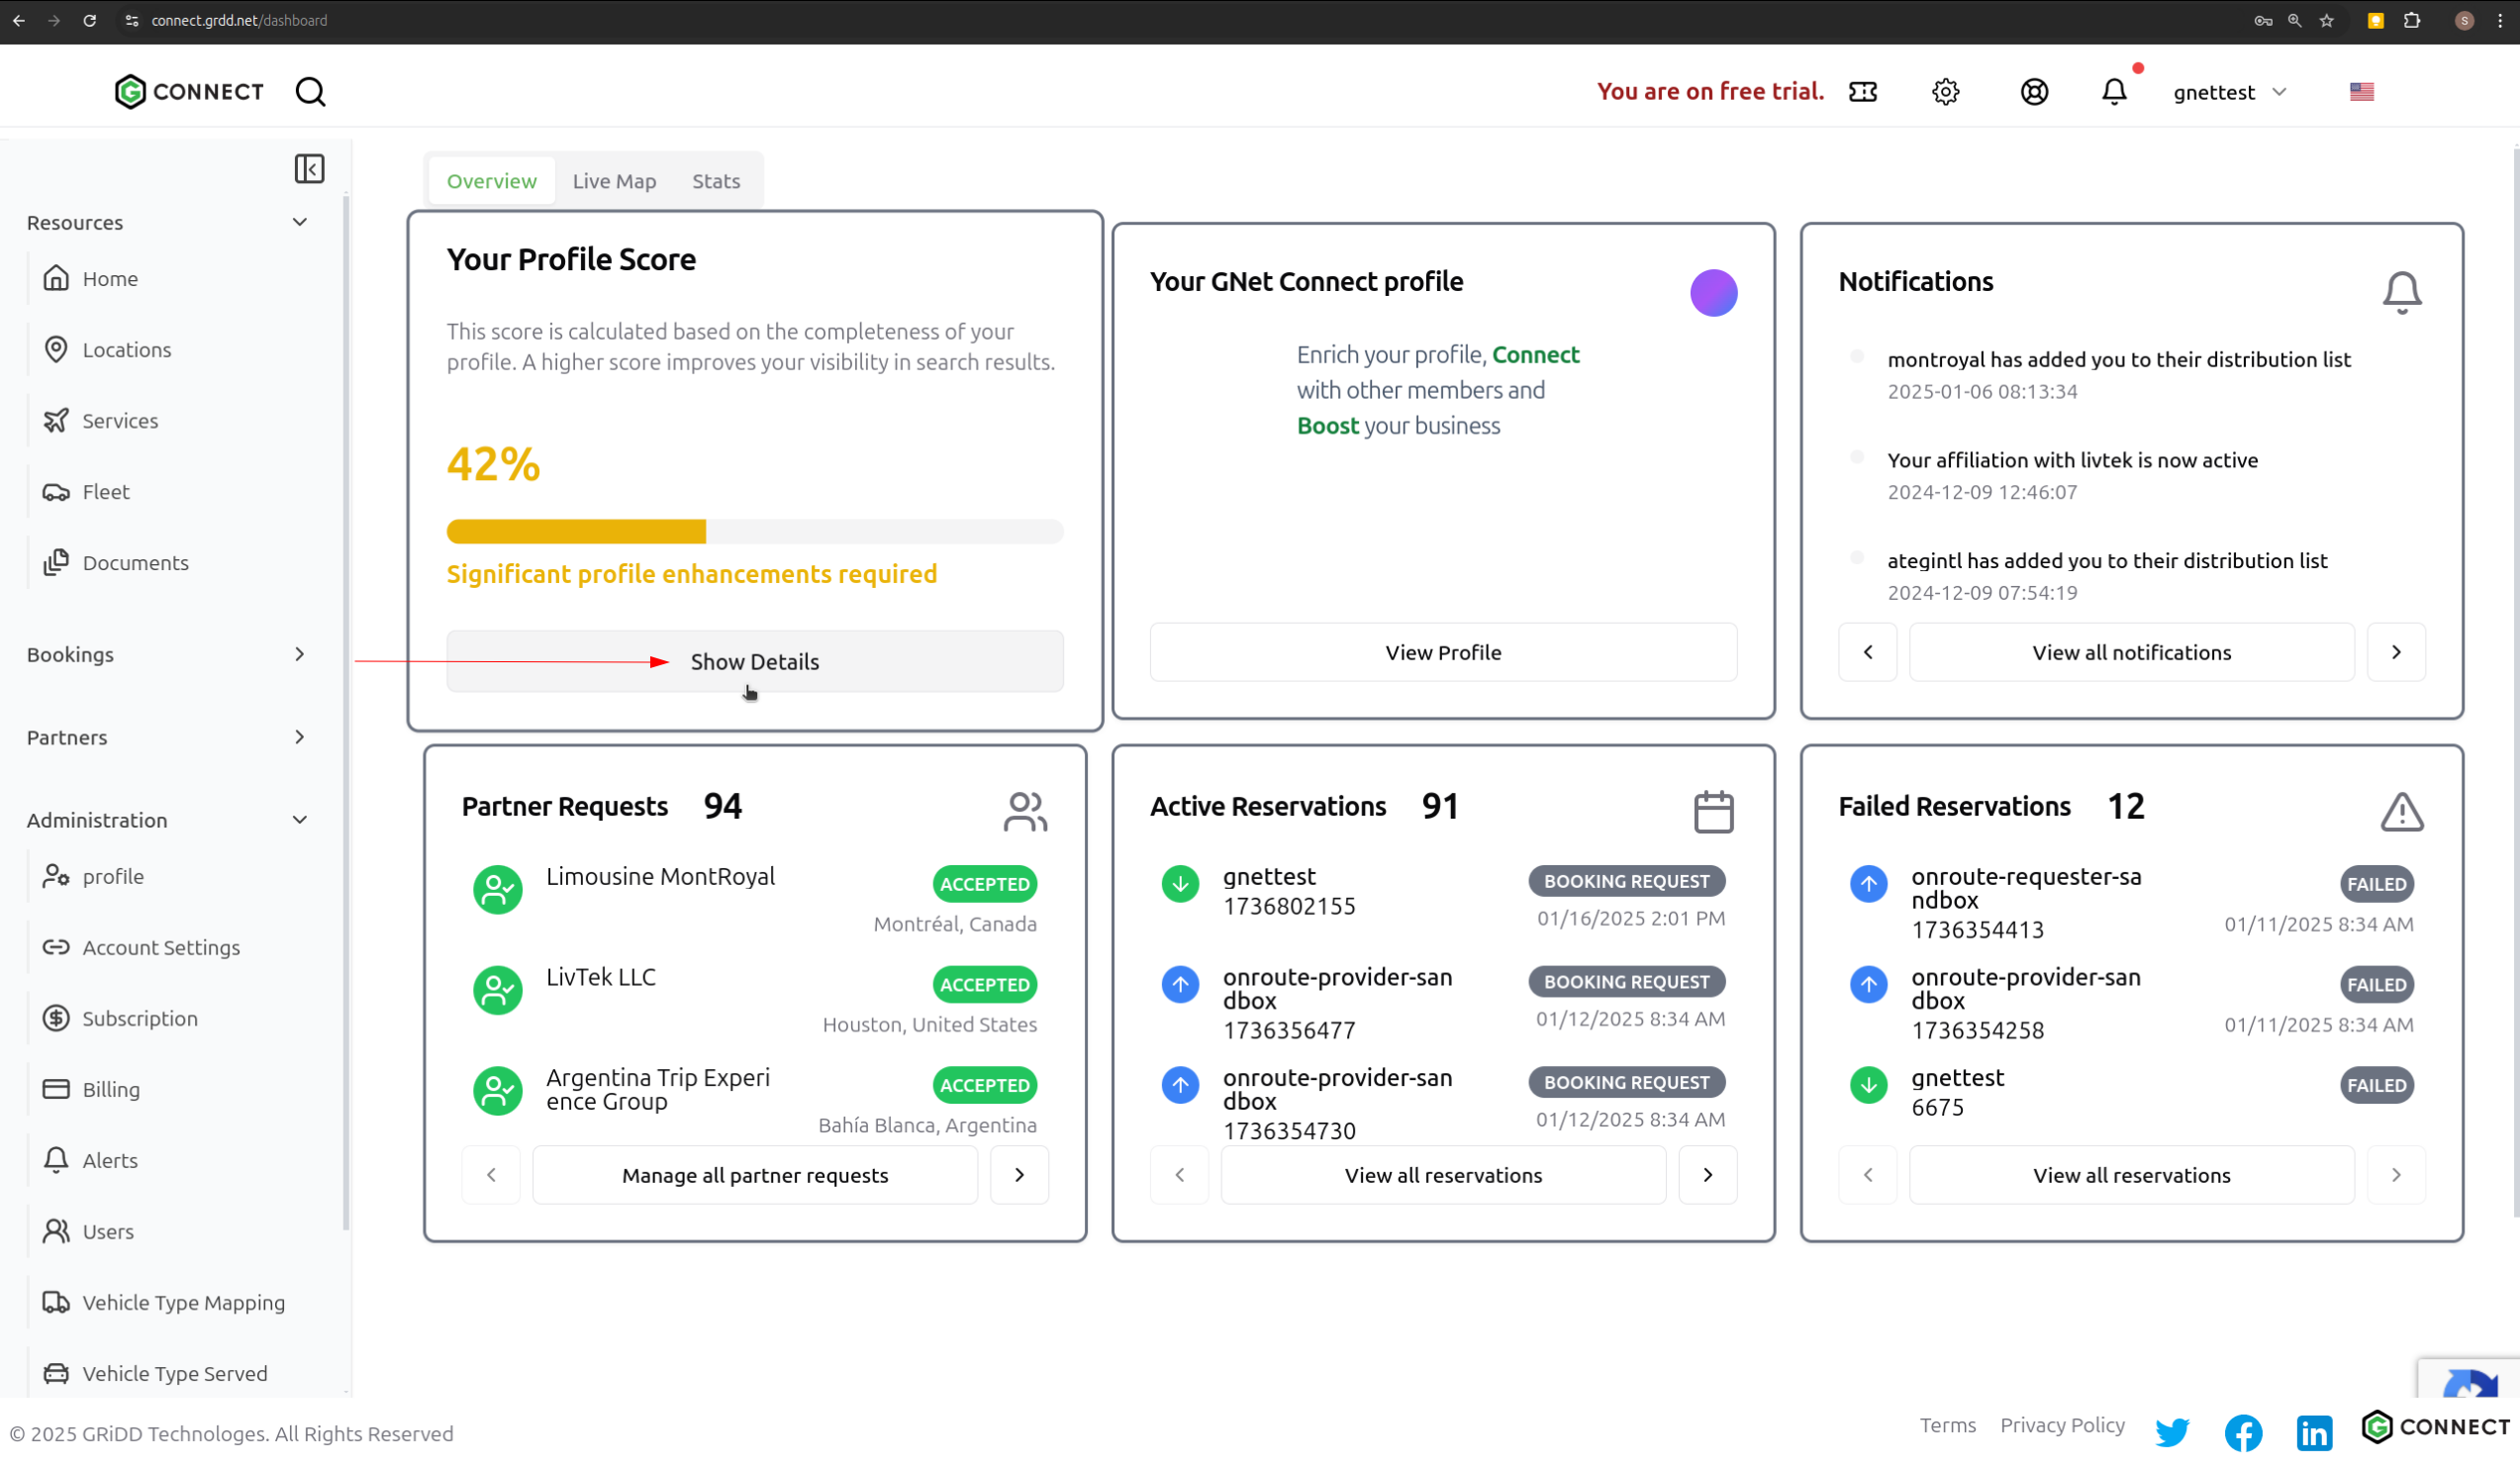 connect.grdd.net/dashboard
S
CONNECT
You are on free trial.
gnettest
Resources
Home
Locations
Services
Fleet
Documents
Bookings
Partners
Administration
profile
Account Settings
Subscription
Billing
Alerts
Users
Vehicle Type Mapping
Vehicle Type Served
Overview
Live Map
Stats
Your Profile Score
This score is calculated based on the completeness of your
profile. A higher score improves your visibility in search results.
42%
Significant profile enhancements required
Show Details
Your GNet Connect profile
Enrich your profile, Connect
with other members and
Boost your business
View Profile
Notifications
montroyal has added you to their distribution list
2025-01-06 08:13:34
Your affiliation with livtek is now active
2024-12-09 12:46:07
ategintl has added you to their distribution list
2024-12-09 07:54:19
View all notifications
Partner Requests 94
Limousine MontRoyal
ACCEPTED
Montréal, Canada
LivTek LLC
ACCEPTED
Houston, United States
Argentina Trip Experi
ence Group
ACCEPTED
Bahía Blanca, Argentina
Manage all partner requests
Active Reservations 91
gnettest
1736802155
BOOKING REQUEST
01/16/2025 2:01 PM
onroute-provider-san
dbox
1736356477
BOOKING REQUEST
01/12/2025 8:34 AM
onroute-provider-san
dbox
1736354730
BOOKING REQUEST
01/12/2025 8:34 AM
View all reservations
Failed Reservations 12
onroute-requester-sa
ndbox
1736354413
FAILED
01/11/2025 8:34 AM
onroute-provider-san
dbox
1736354258
FAILED
01/11/2025 8:34 AM
gnettest
6675
FAILED
View all reservations
© 2025 GRiDD Technologes. All Rights Reserved
Terms
Privacy Policy
CONNECT